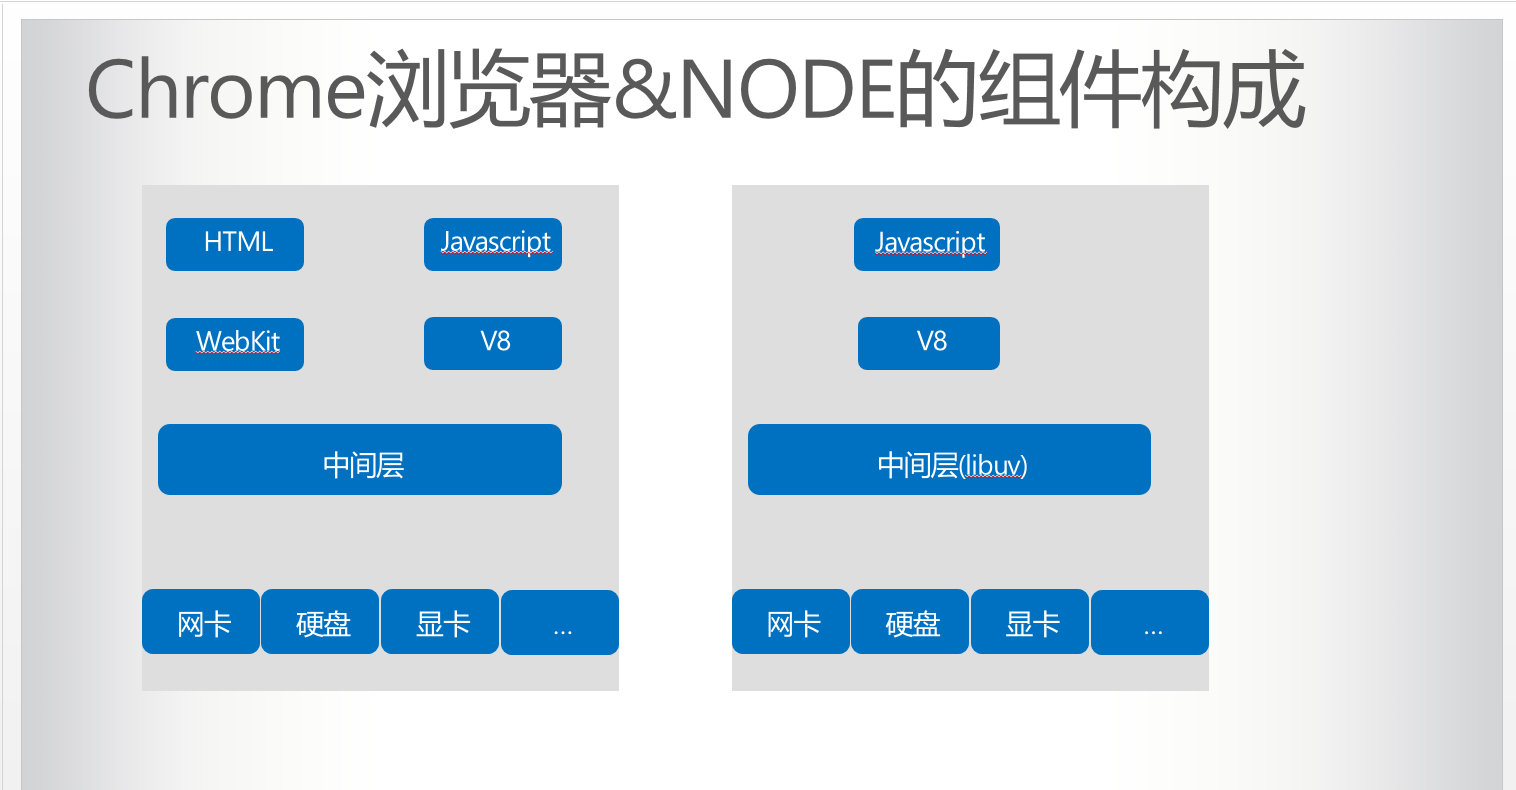 Chrome浏览器&NODE的组件构成
HTML
Javascript
WebKit
V8
中间层
网卡
硬盘
显卡
...
Javascript
V8
中间层(libuv)
网卡
硬盘
显卡
...